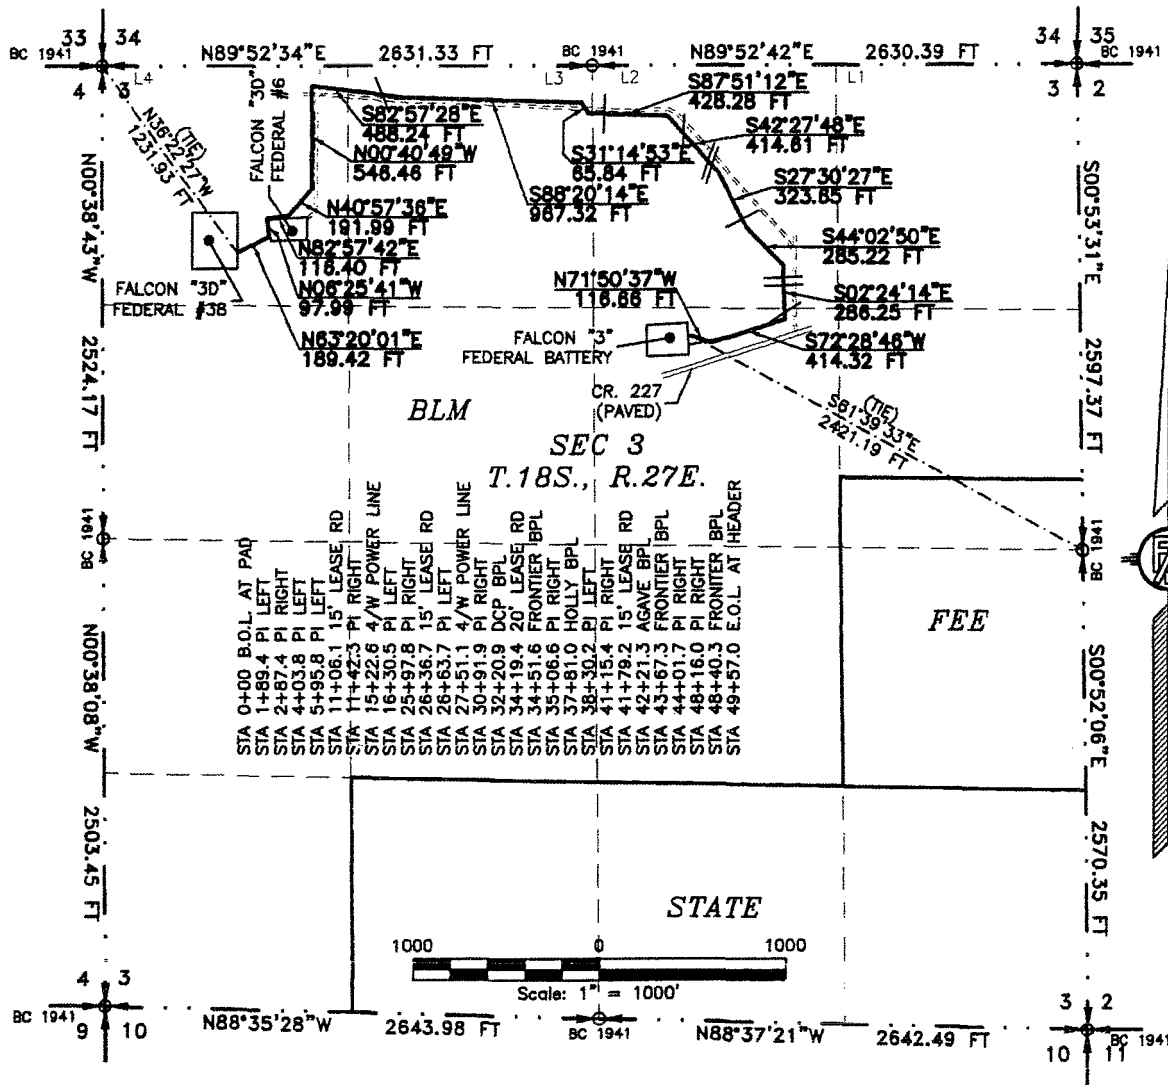 33 34
BC 1941
4 3
L4
N89°52'34"E 2631.33 FT
BC 1941
L3 L2
N89°52'42"E 2630.39 FT
L1
34 35
BC 1941
3 2
(TIE)
N36°22'27"W
1231.93 FT
FALCON "3D"
FEDERAL #6
S82°57'28"E
488.24 FT
N00°40'49"W
546.46 FT
N40°57'36"E
191.99 FT
N82°57'42"E
116.40 FT
N06°25'41"W
97.99 FT
N63°20'01"E
189.42 FT
FALCON "3D"
FEDERAL #38
S31°14'53"E
65.84 FT
S88°20'14"E
967.32 FT
S87°51'12"E
428.28 FT
S42°27'48"E
414.61 FT
S27°30'27"E
323.65 FT
S44°02'50"E
285.22 FT
S02°24'14"E
286.25 FT
S72°28'46"W
414.32 FT
N71°50'37"W
116.66 FT
FALCON "3"
FEDERAL BATTERY
CR. 227
(PAVED)
(TIE)
S61°39'33"E
2421.19 FT
N00°38'43"W 2524.17 FT
S00°53'31"E 2597.37 FT
BLM
SEC 3
T.18S., R.27E.
BC 1941
BC 1941
FEE
STA 0+00 B.O.L. AT PAD
STA 1+89.4 PI LEFT
STA 2+87.4 PI RIGHT
STA 4+03.8 PI LEFT
STA 5+95.8 PI LEFT
STA 11+06.1 15' LEASE RD
STA 11+42.3 PI RIGHT
STA 15+22.6 4/W POWER LINE
STA 16+30.5 PI LEFT
STA 25+97.8 PI RIGHT
STA 26+36.7 15' LEASE RD
STA 26+63.7 PI LEFT
STA 27+51.1 4/W POWER LINE
STA 30+91.9 PI RIGHT
STA 32+20.9 DCP BPL
STA 34+19.4 20' LEASE RD
STA 34+51.6 FRONTIER BPL
STA 35+06.6 PI RIGHT
STA 37+81.0 HOLLY BPL
STA 38+30.2 PI LEFT
STA 41+15.4 PI RIGHT
STA 41+79.2 15' LEASE RD
STA 42+21.3 AGAVE BPL
STA 43+67.3 FRONTIER BPL
STA 44+01.7 PI RIGHT
STA 48+16.0 PI RIGHT
STA 48+40.3 FRONITER BPL
STA 49+57.0 E.O.L. AT HEADER
N00°38'08"W 2503.45 FT
S00°52'06"E 2570.35 FT
STATE
1000 0 1000
Scale: 1" = 1000'
4 3
BC 1941
9 10
N88°35'28"W 2643.98 FT
BC 1941
N88°37'21"W 2642.49 FT
3 2
BC 1941
10 11